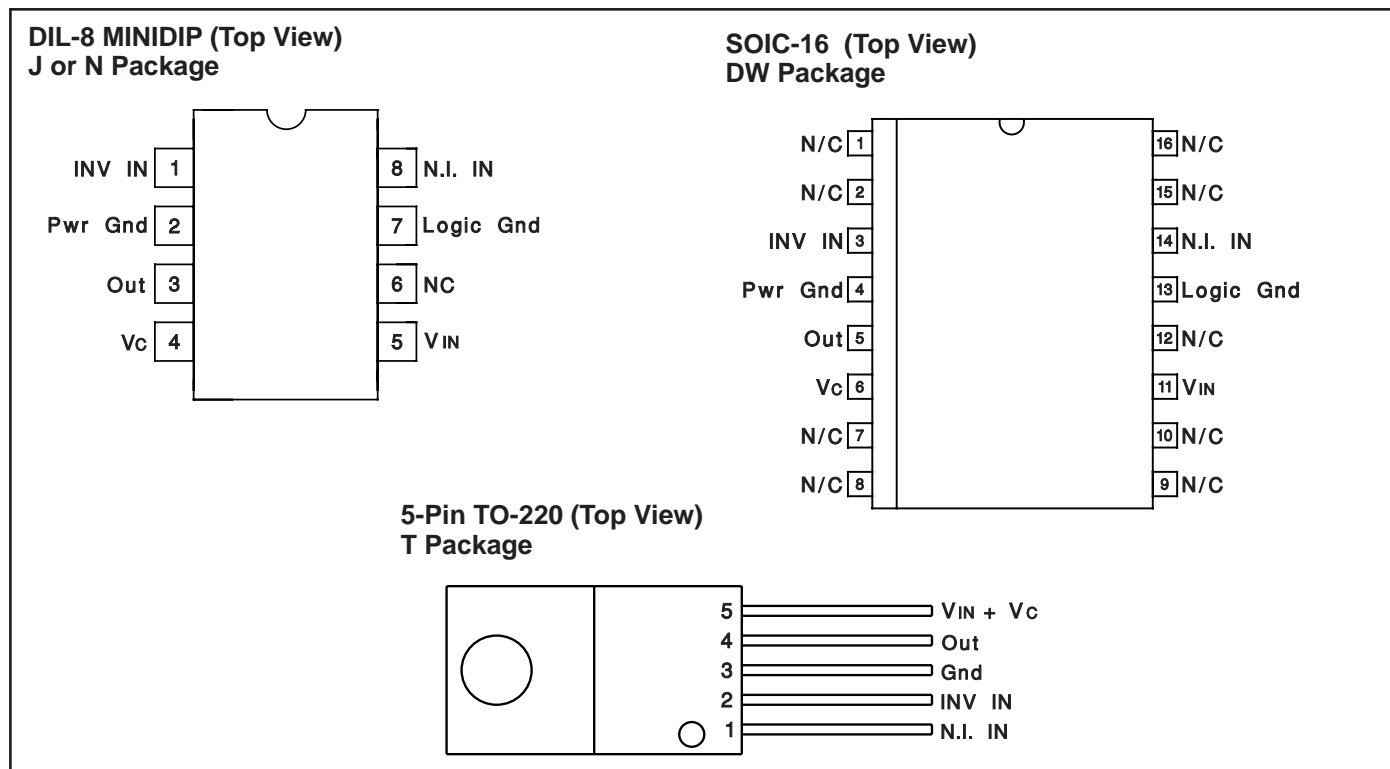 DIL-8 MINIDIP (Top View)
J or N Package
INV IN 1
Pwr Gnd 2
Out 3
VC 4
8 N.I. IN
7 Logic Gnd
6 NC
5 VIN
SOIC-16 (Top View)
DW Package
N/C 1
N/C 2
INV IN 3
Pwr Gnd 4
Out 5
VC 6
N/C 7
N/C 8
16 N/C
15 N/C
14 N.I. IN
13 Logic Gnd
12 N/C
11 VIN
10 N/C
9 N/C
5-Pin TO-220 (Top View)
T Package
5 VIN + VC
4 Out
3 Gnd
2 INV IN
1 N.I. IN